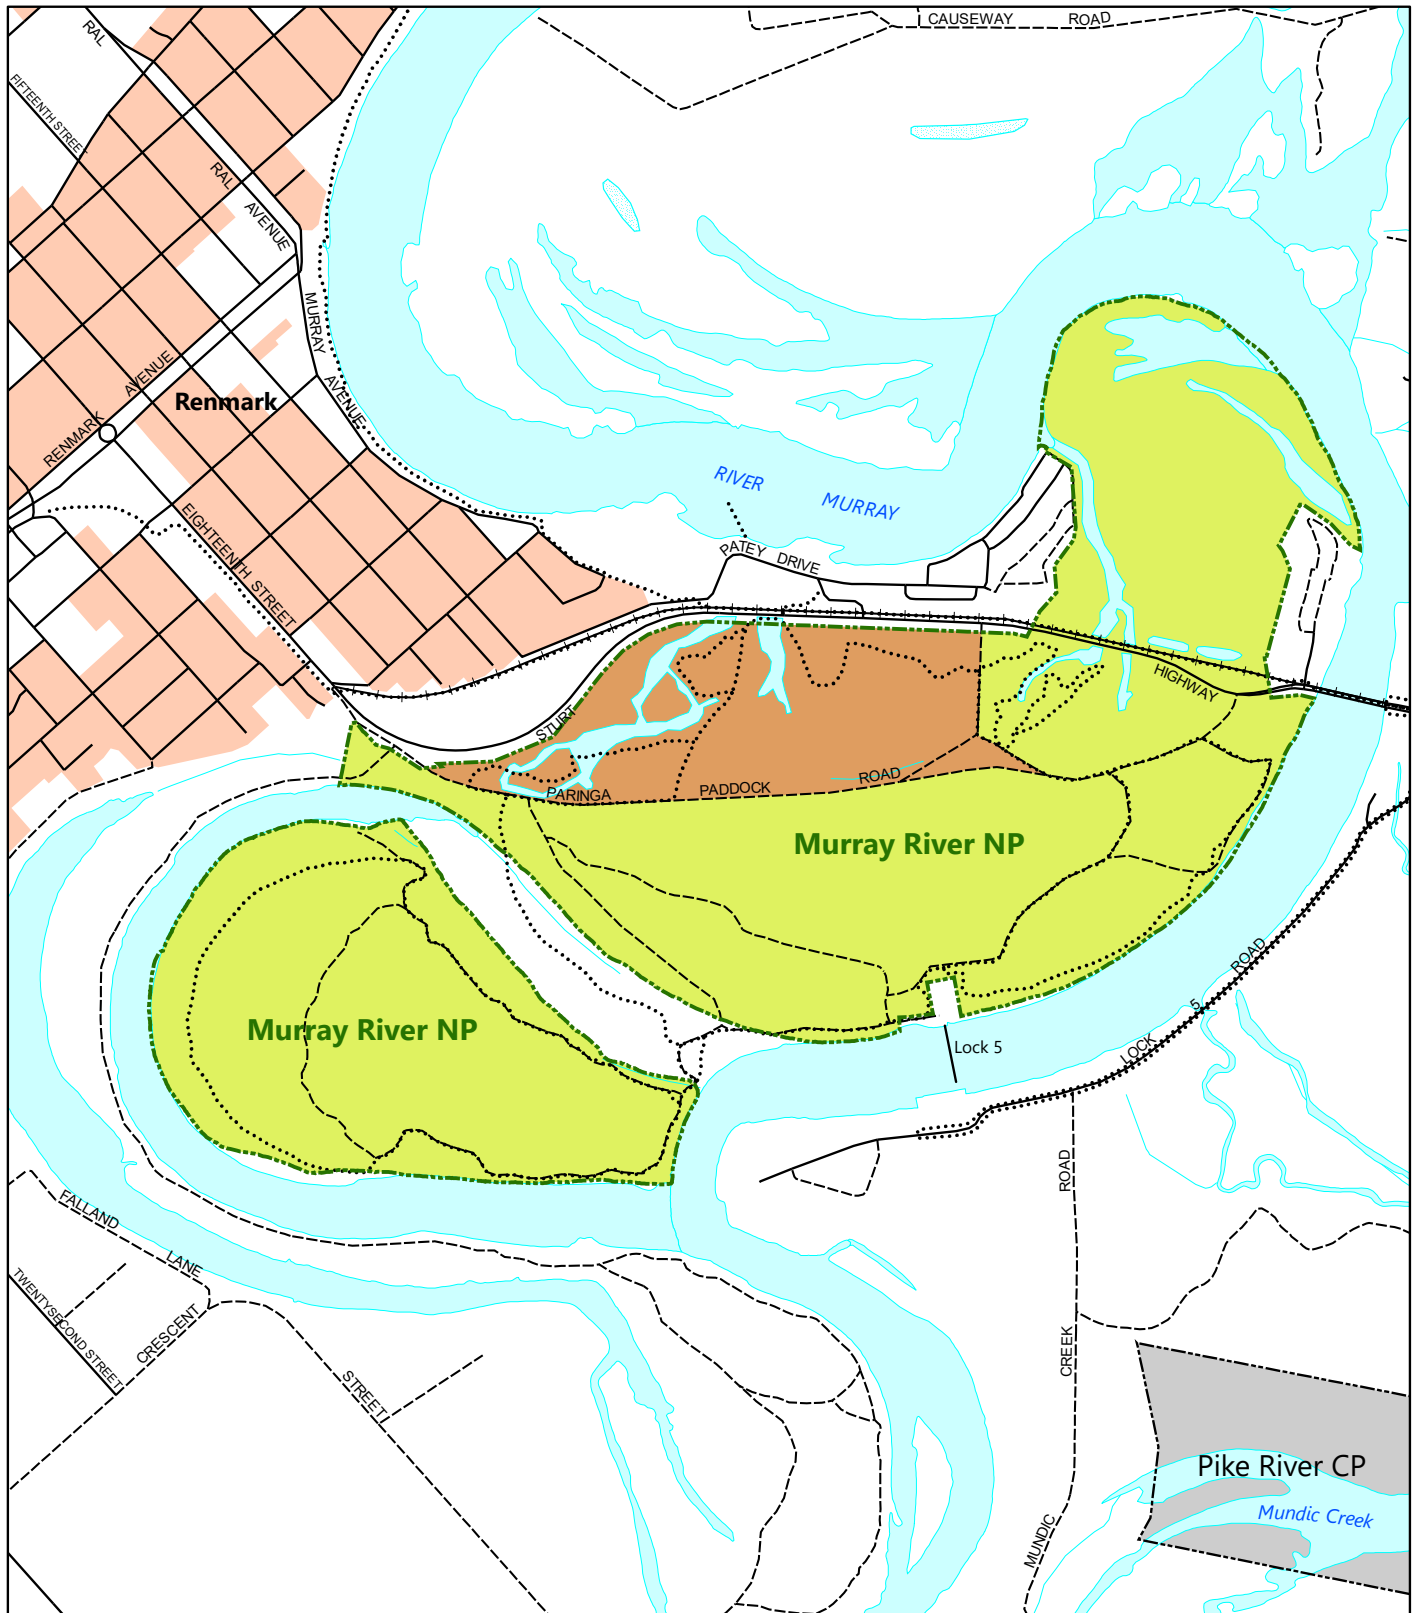 CAUSEWAY ROAD
RAL
FIFTEENTH STREET
RAL
AVENUE
MURRAY
AVENUE
RENMARK
AVENUE
Renmark
RIVER MURRAY
EIGHTEENTH STREET
PATEY DRIVE
HIGHWAY
STURT
PARINGA PADDOCK ROAD
Murray River NP
LOCK 5 ROAD
Murray River NP
Lock 5
ROAD
CREEK
MUNDIC
FALLAND
LANE
TWENTYSECOND STREET
CRESCENT
STREET
Pike River CP
Mundic Creek